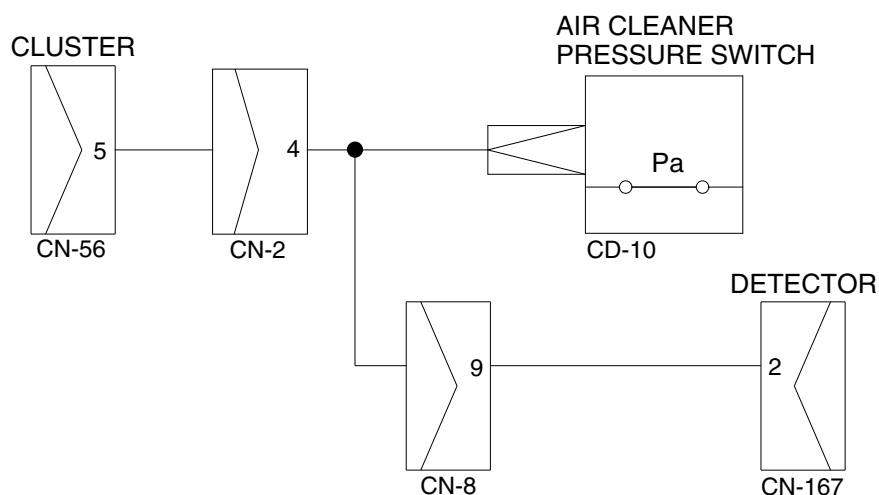 CLUSTER
AIR CLEANER
PRESSURE SWITCH
5
4
Pa
CN-56
CN-2
CD-10
DETECTOR
9
2
CN-8
CN-167